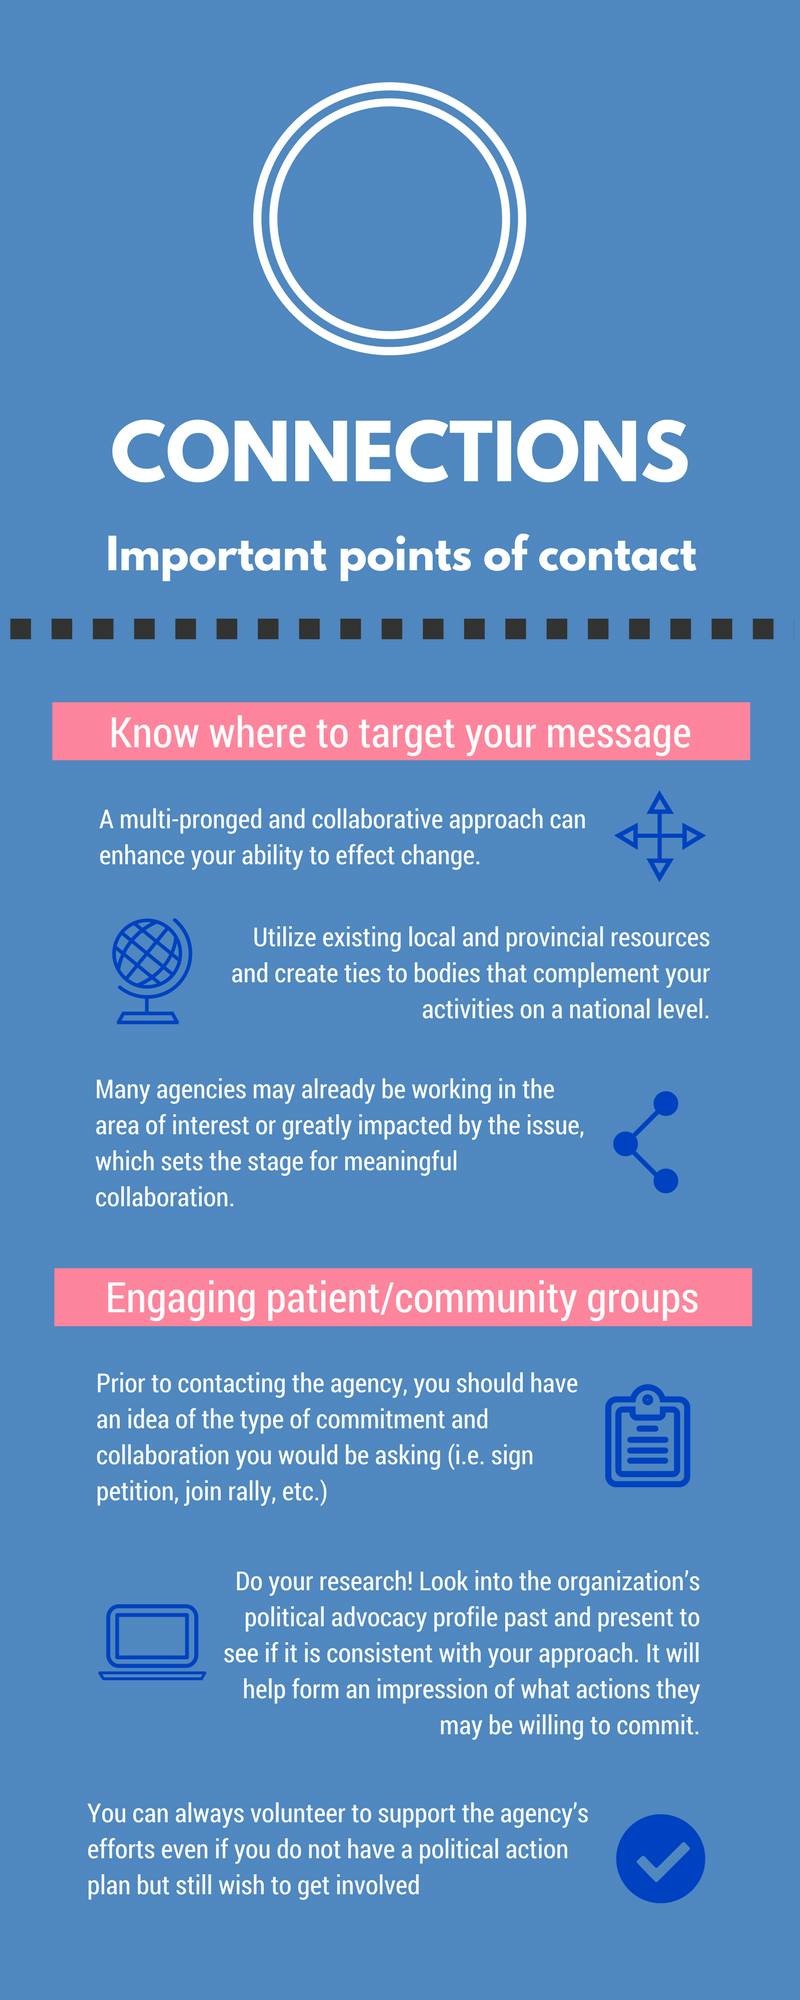 CONNECTIONS
Important points of contact
Know where to target your message
A multi-pronged and collaborative approach can
enhance your ability to effect change.
Utilize existing local and provincial resources
and create ties to bodies that complement your
activities on a national level.
Many agencies may already be working in the
area of interest or greatly impacted by the issue,
which sets the stage for meaningful
collaboration.
Engaging patient/community groups
Prior to contacting the agency, you should have
an idea of the type of commitment and
collaboration you would be asking (i.e. sign
petition, join rally, etc.)
Do your research! Look into the organization’s
political advocacy profile past and present to
see if it is consistent with your approach. It will
help form an impression of what actions they
may be willing to commit.
You can always volunteer to support the agency’s
efforts even if you do not have a political action
plan but still wish to get involved